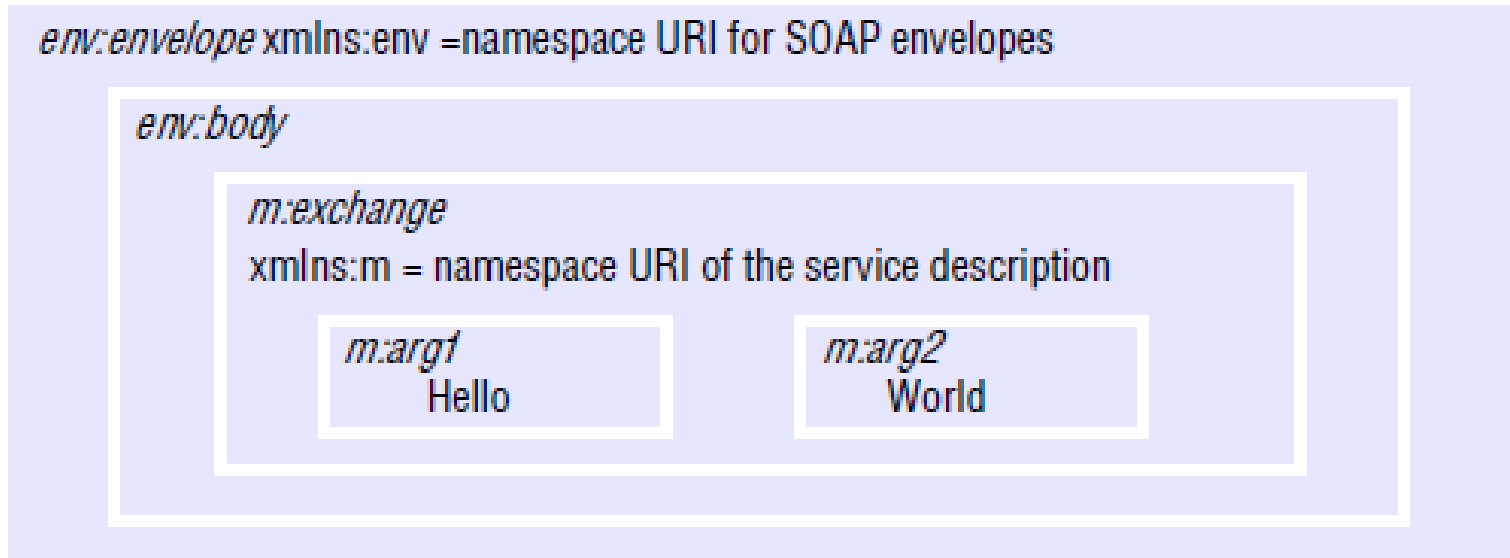 env:envelope xmlns:env =namespace URI for SOAP envelopes
env:body
m:exchange
xmlns:m = namespace URI of the service description
m:arg1
Hello
m:arg2
World